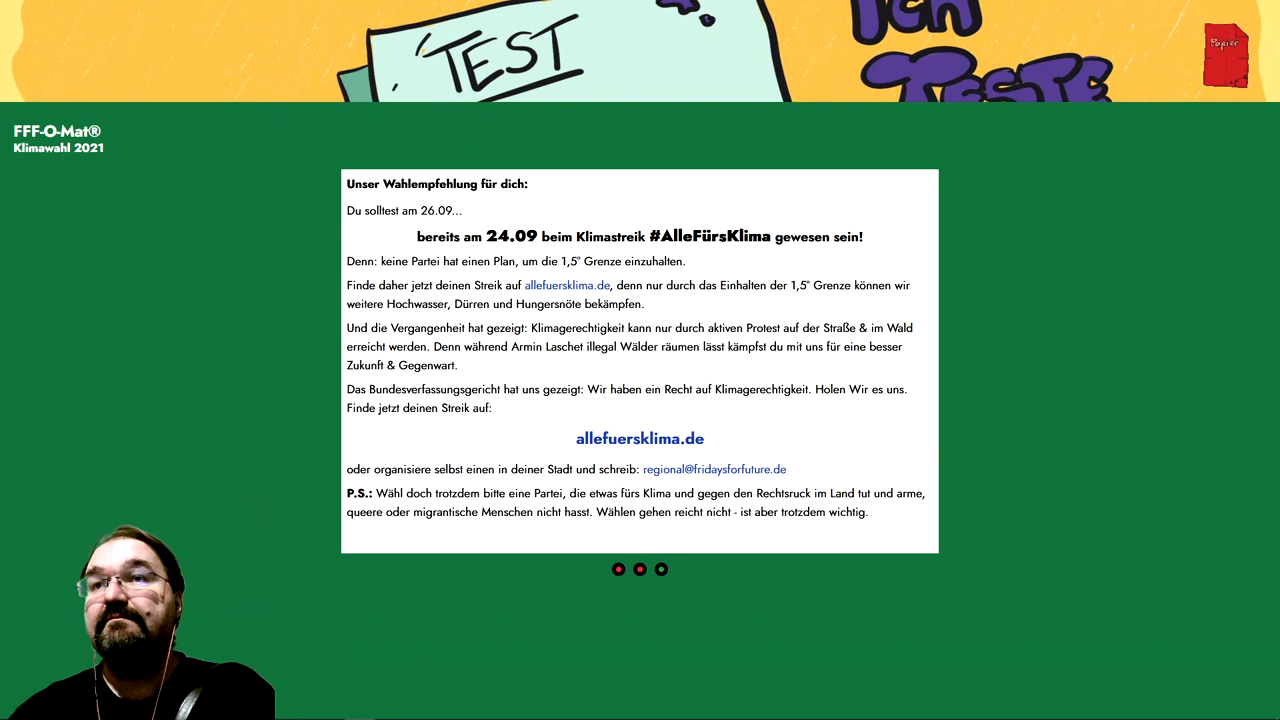 TEST
ICH
TESTE
Papier
FFF-O-Mat®
Klimawahl 2021
Unser Wahlempfehlung für dich:
Du solltest am 26.09...
bereits am 24.09 beim Klimastreik #AlleFürsKlima gewesen sein!
Denn: keine Partei hat einen Plan, um die 1,5° Grenze einzuhalten.
Finde daher jetzt deinen Streik auf allefuersklima.de, denn nur durch das Einhalten der 1,5° Grenze können wir
weitere Hochwasser, Dürren und Hungersnöte bekämpfen.
Und die Vergangenheit hat gezeigt: Klimagerechtigkeit kann nur durch aktiven Protest auf der Straße & im Wald
erreicht werden. Denn während Armin Laschet illegal Wälder räumen lässt kämpfst du mit uns für eine besser
Zukunft & Gegenwart.
Das Bundesverfassungsgericht hat uns gezeigt: Wir haben ein Recht auf Klimagerechtigkeit. Holen Wir es uns.
Finde jetzt deinen Streik auf:
allefuersklima.de
oder organisiere selbst einen in deiner Stadt und schreib: regional@fridaysforfuture.de
P.S.: Wähl doch trotzdem bitte eine Partei, die etwas fürs Klima und gegen den Rechtsruck im Land tut und arme,
queere oder migrantische Menschen nicht hasst. Wählen gehen reicht nicht - ist aber trotzdem wichtig.